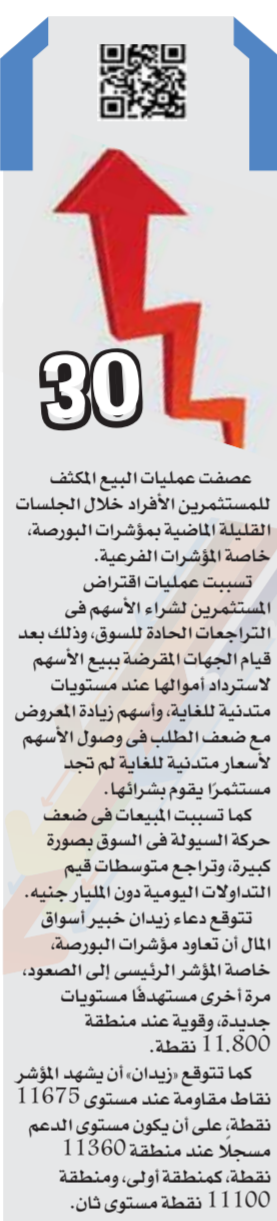 30
عصفت عمليات البيع المكثف
للمستثمرين الأفراد خلال الجلسات
القليلة الماضية بمؤشرات البورصة،
خاصة المؤشرات الفرعية.
تسببت عمليات اقتراض
المستثمرين لشراء الأسهم فى
التراجعات الحادة للسوق، وذلك بعد
قيام الجهات المقرضة ببيع الأسهم
لاسترداد أموالها عند مستويات
متدنية للغاية، وأسهم زيادة المعروض
مع ضعف الطلب فى وصول الأسهم
لأسعار متدنية للغاية لم تجد
مستثمرًا يقوم بشرائها.
كما تسببت المبيعات فى ضعف
حركة السيولة فى السوق بصورة
كبيرة، وتراجع متوسطات قيم
التداولات اليومية دون المليار جنيه.
تتوقع دعاء زيدان خبير أسواق
المال أن تعاود مؤشرات البورصة،
خاصة المؤشر الرئيسى إلى الصعود،
مرة أخرى مستهدفًا مستويات
جديدة، وقوية عند منطقة
11.800 نقطة.
كما تتوقع «زيدان» أن يشهد المؤشر
نقاط مقاومة عند مستوى 11675
نقطة، على أن يكون مستوى الدعم
مسجلًا عند منطقة 11360
نقطة، كمنطقة أولى، ومنطقة
11100 نقطة مستوى ثان.